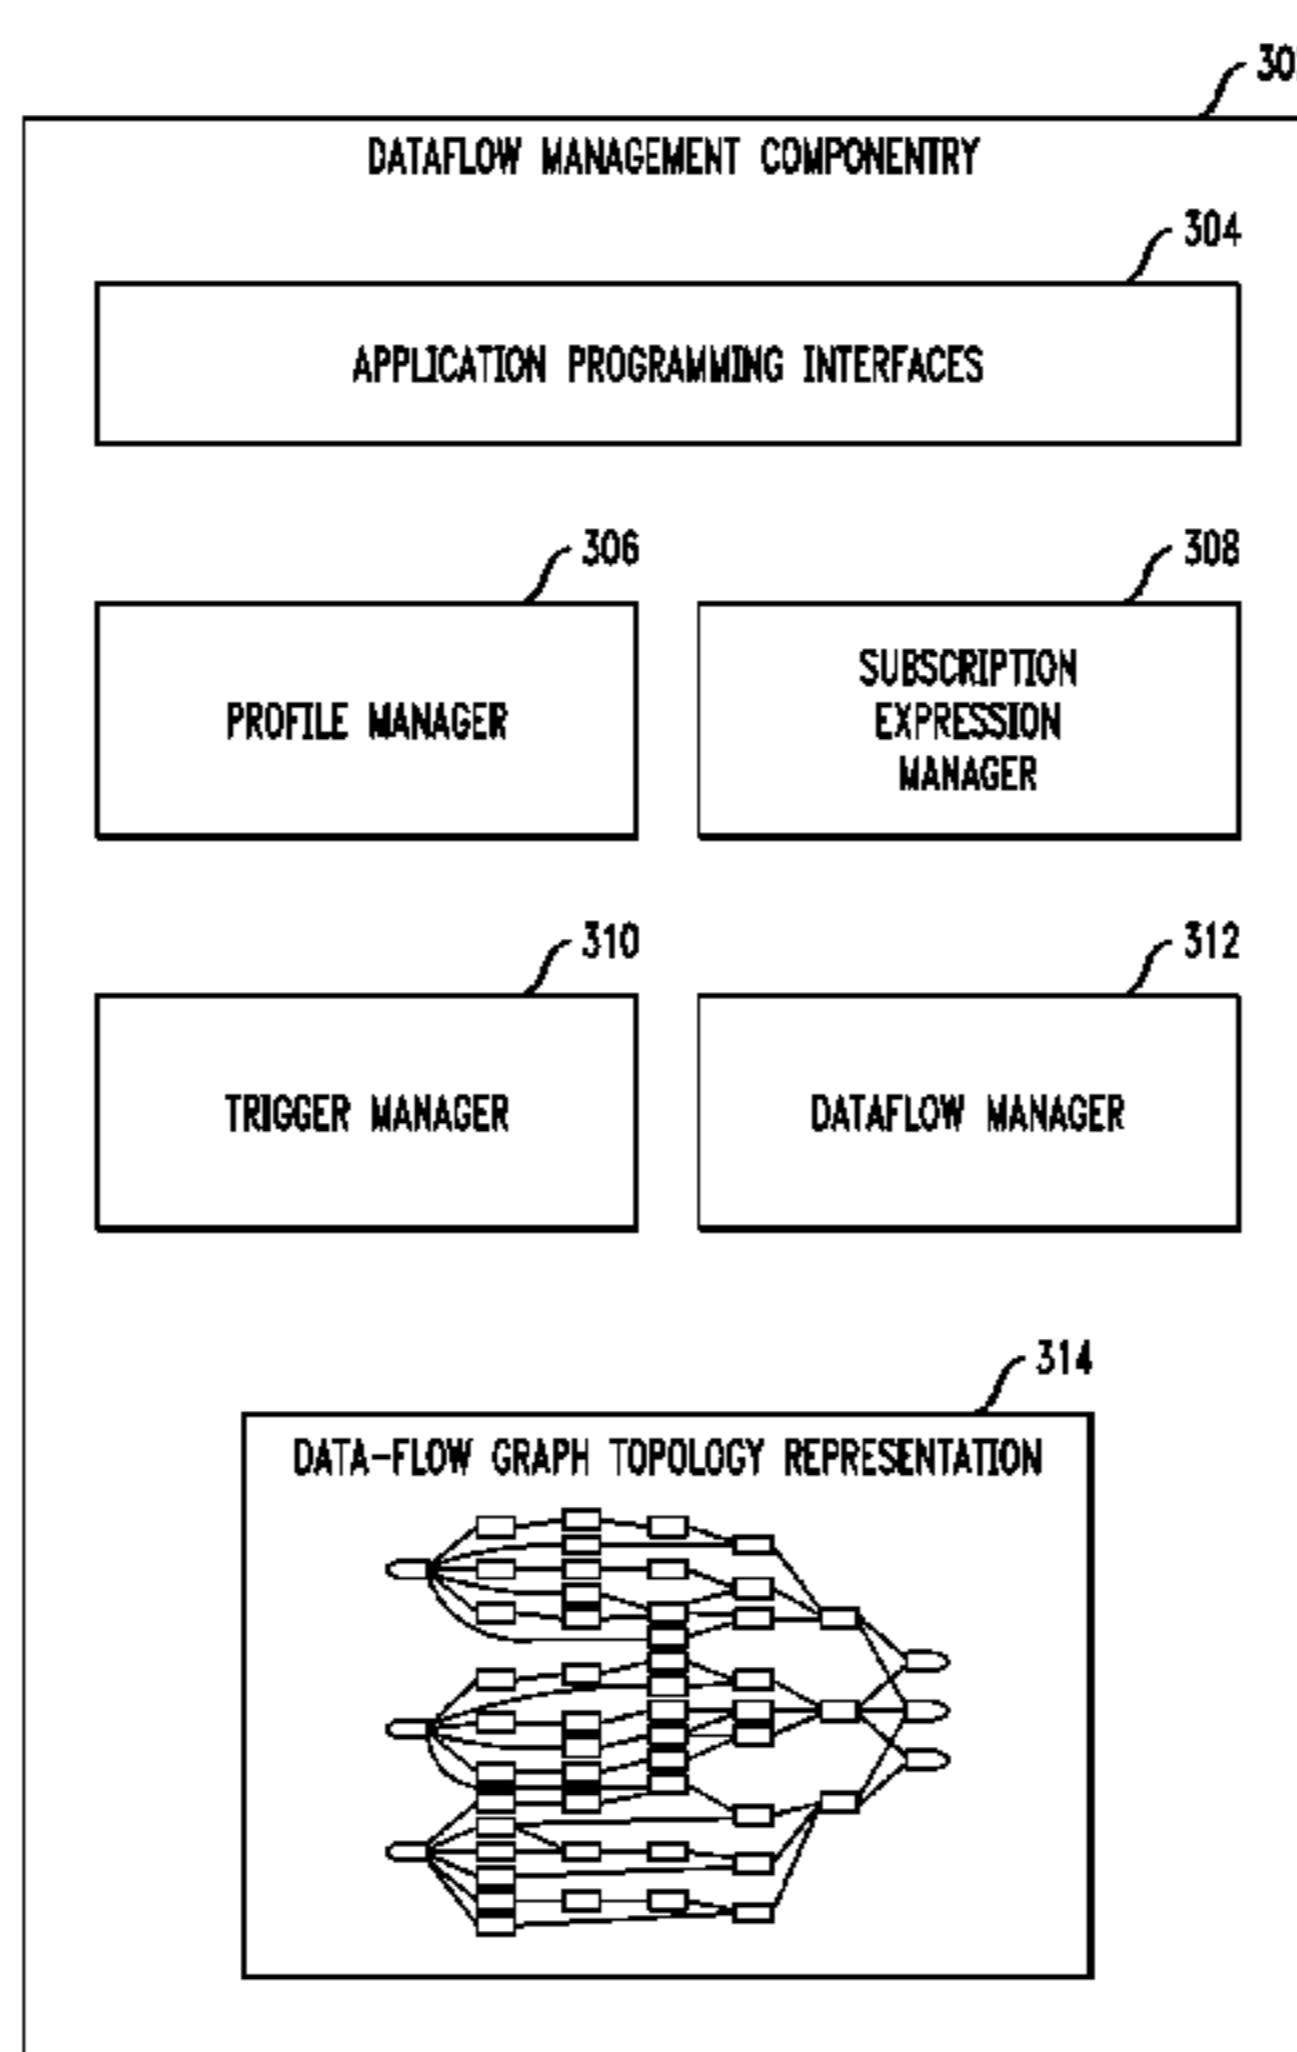 DATAFLOW MANAGEMENT COMPONENTRY
304
APPLICATION PROGRAMMING INTERFACES
306
308
PROFILE MANAGER
SUBSCRIPTION
EXPRESSION
MANAGER
310
312
TRIGGER MANAGER
DATAFLOW MANAGER
314
DATA-FLOW GRAPH TOPOLOGY REPRESENTATION